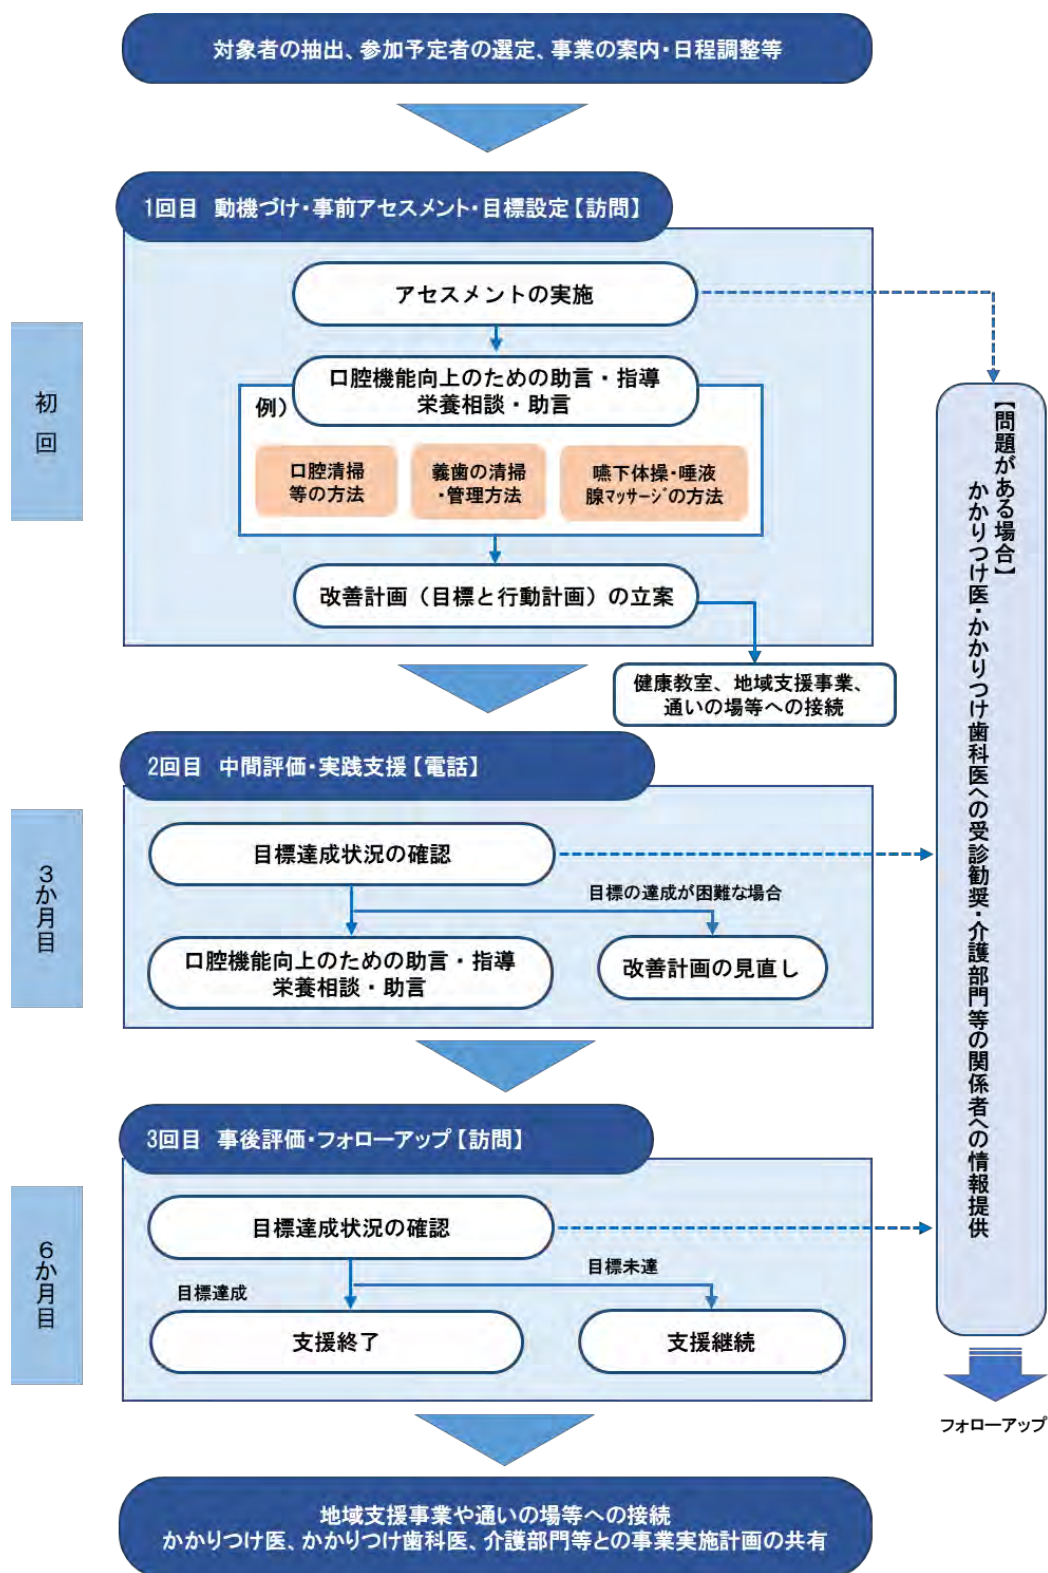 対象者の抽出、参加予定者の選定、事業の案内・日程調整等
1回目　動機づけ・事前アセスメント・目標設定【訪問】
初回
アセスメントの実施
口腔機能向上のための助言・指導
栄養相談・助言
例）
口腔清掃
等の方法
義歯の清掃
・管理方法
嚥下体操・唾液
腺ﾏｯｻｰｼﾞの方法
改善計画（目標と行動計画）の立案
健康教室、地域支援事業、
通いの場等への接続
2回目　中間評価・実践支援【電話】
3か月目
目標達成状況の確認
目標の達成が困難な場合
口腔機能向上のための助言・指導
栄養相談・助言
改善計画の見直し
3回目　事後評価・フォローアップ【訪問】
6か月目
目標達成状況の確認
目標未達
目標達成
支援終了
支援継続
【問題がある場合】
かかりつけ医・かかりつけ歯科医への受診勧奨・介護部門等の関係者への情報提供
フォローアップ
地域支援事業や通いの場等への接続
かかりつけ医、かかりつけ歯科医、介護部門等との事業実施計画の共有